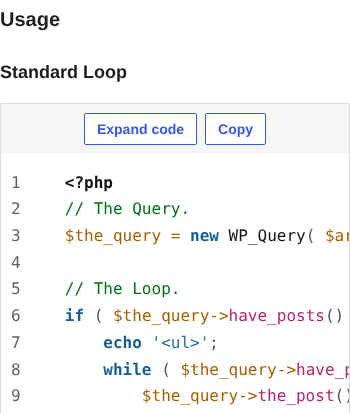 Usage
Standard Loop
Expand code Copy
1 <?php
2 // The Query.
3 $the_query = new WP_Query( $ar
4
5 // The Loop.
6 if ( $the_query->have_posts()
7 echo '<ul>';
8 while ( $the_query->have_p
9 $the_query->the_post()